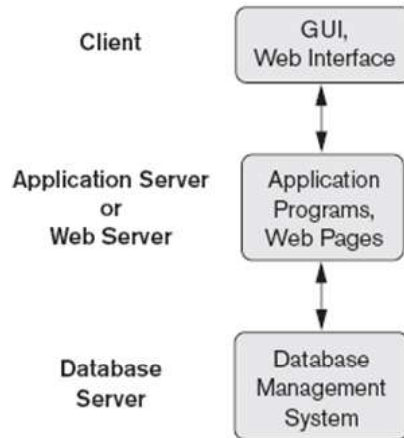 Client
GUI,
Web Interface
Application Server
or
Web Server
Application
Programs,
Web Pages
Database
Server
Database
Management
System